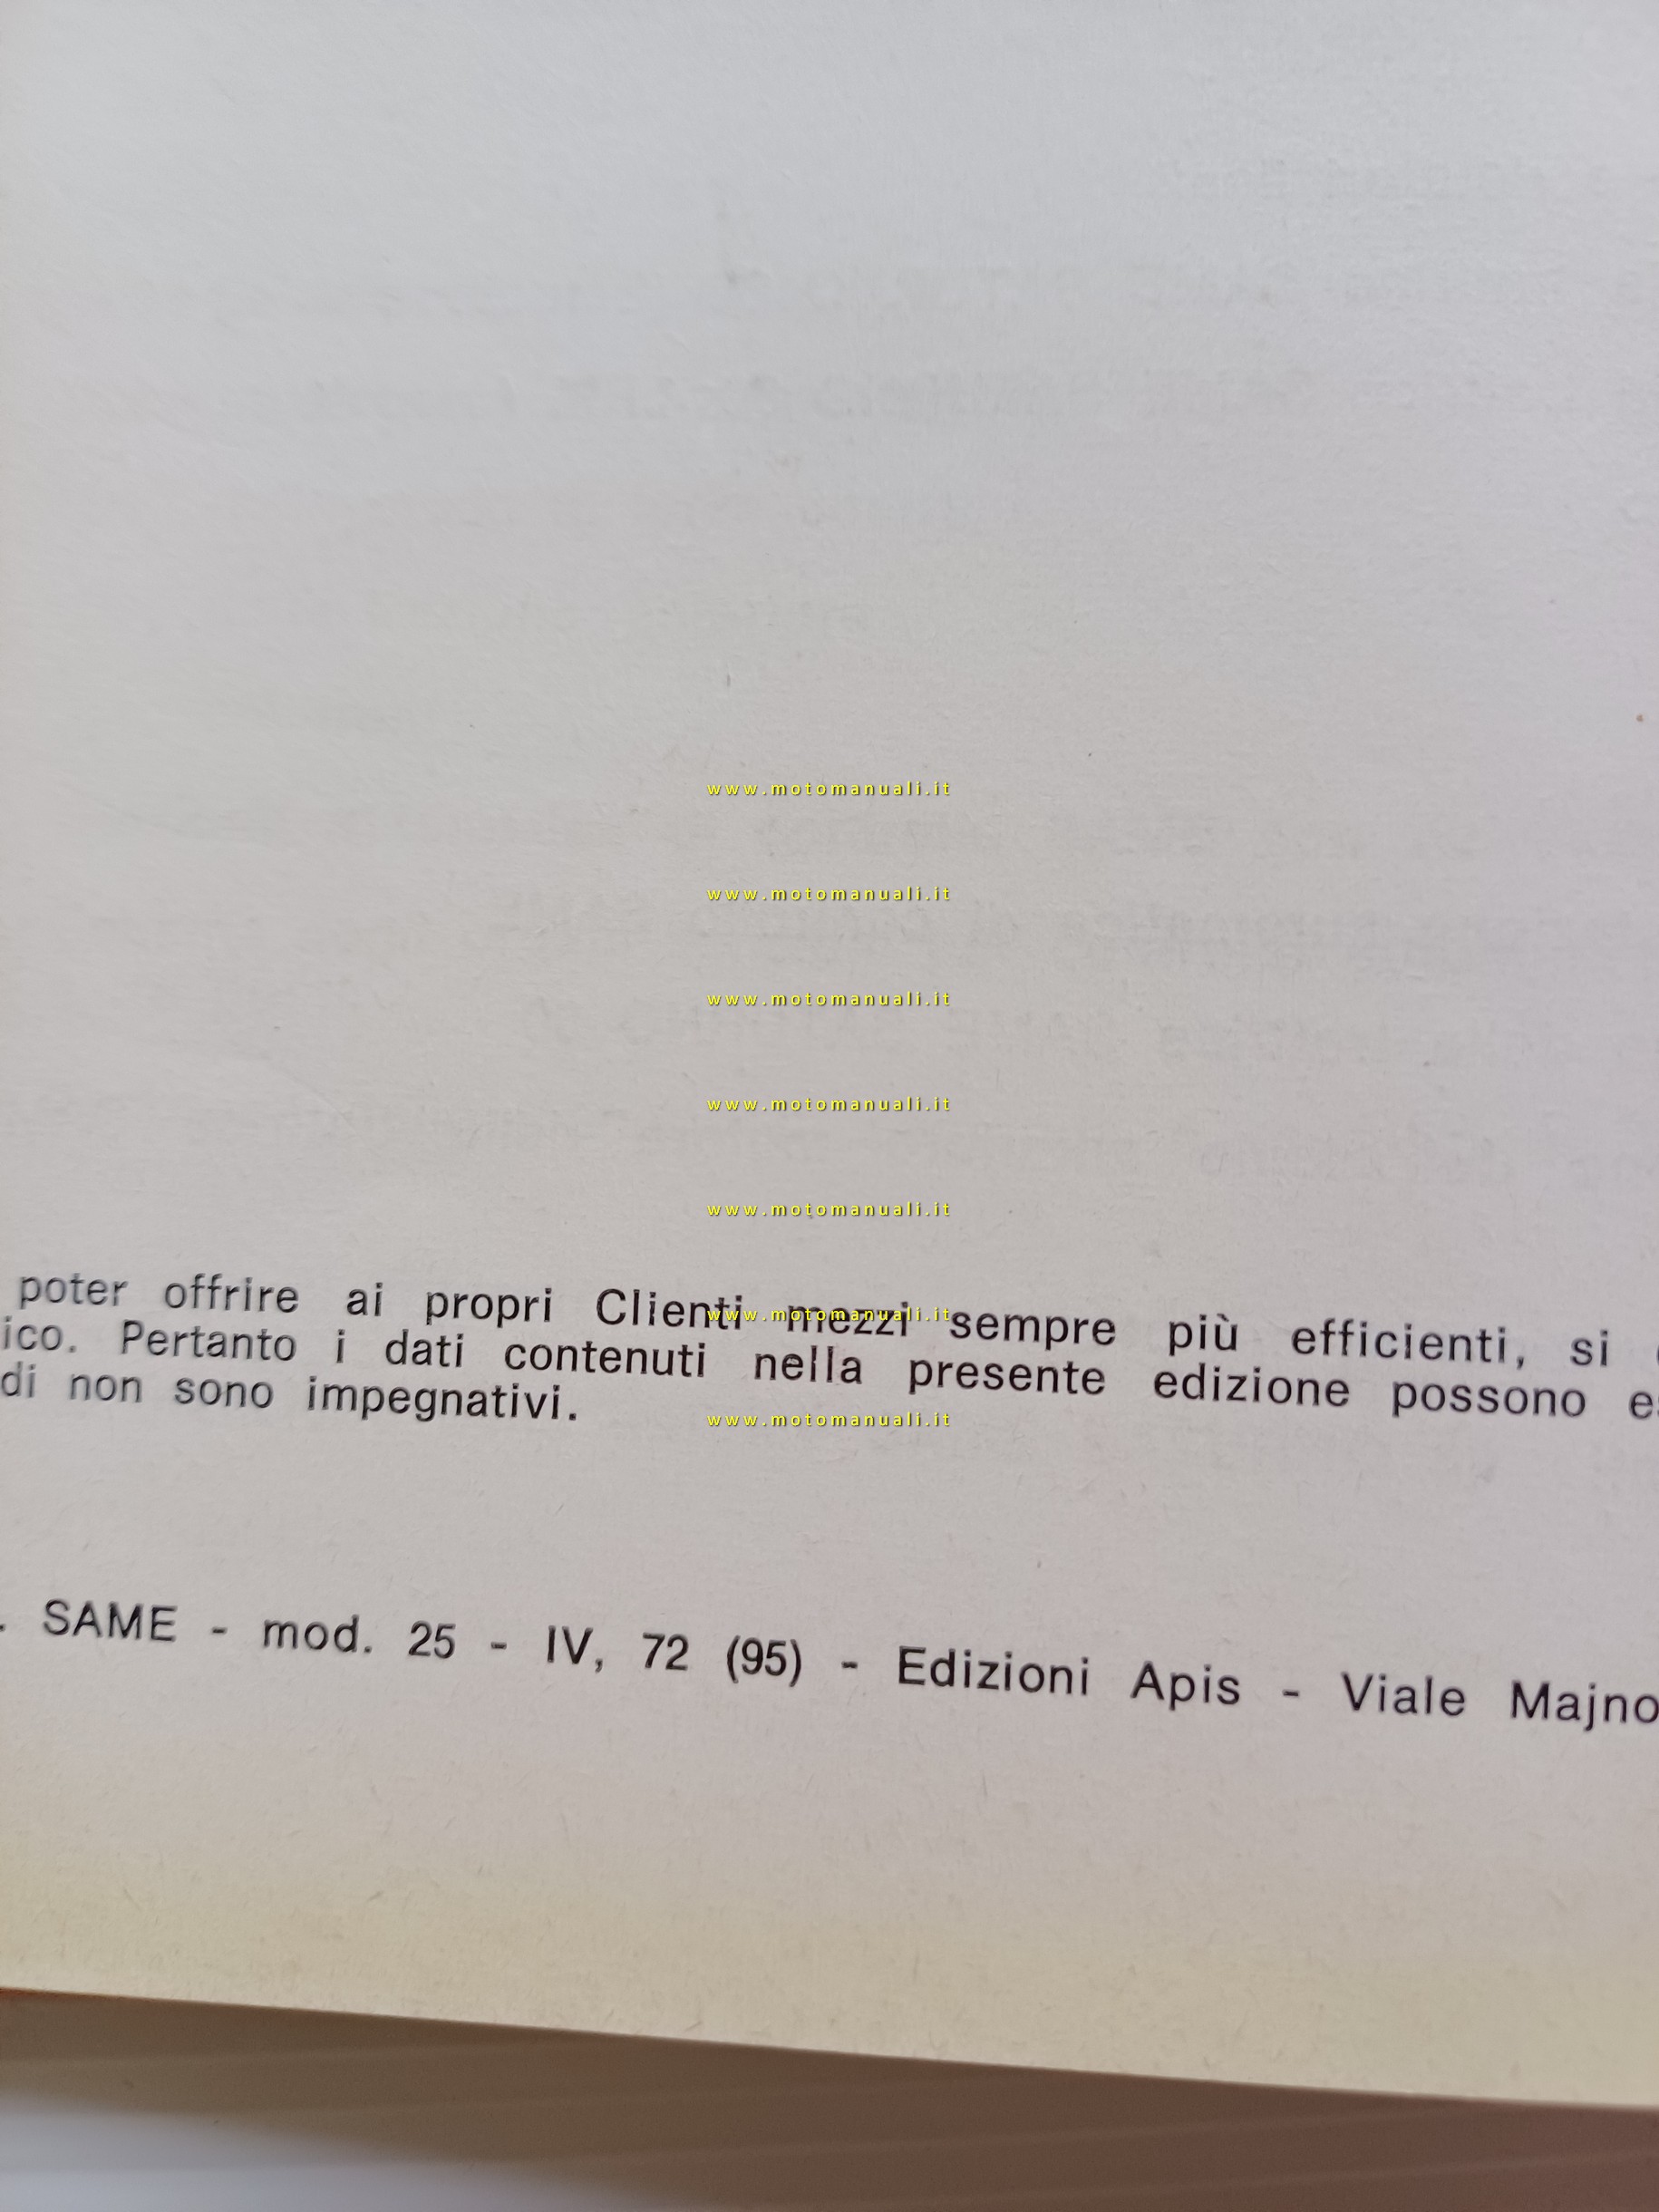 www.motomanuali.it
www.motomanuali.it
www.motomanuali.it
www.motomanuali.it
www.motomanuali.it
poter offrire ai propri Clienti mezzi sempre più efficienti, si
www.motomanuali.it
ico. Pertanto i dati contenuti nella presente edizione possono es
di non sono impegnativi.
www.motomanuali.it
. SAME - mod. 25 - IV, 72 (95) - Edizioni Apis - Viale Majno